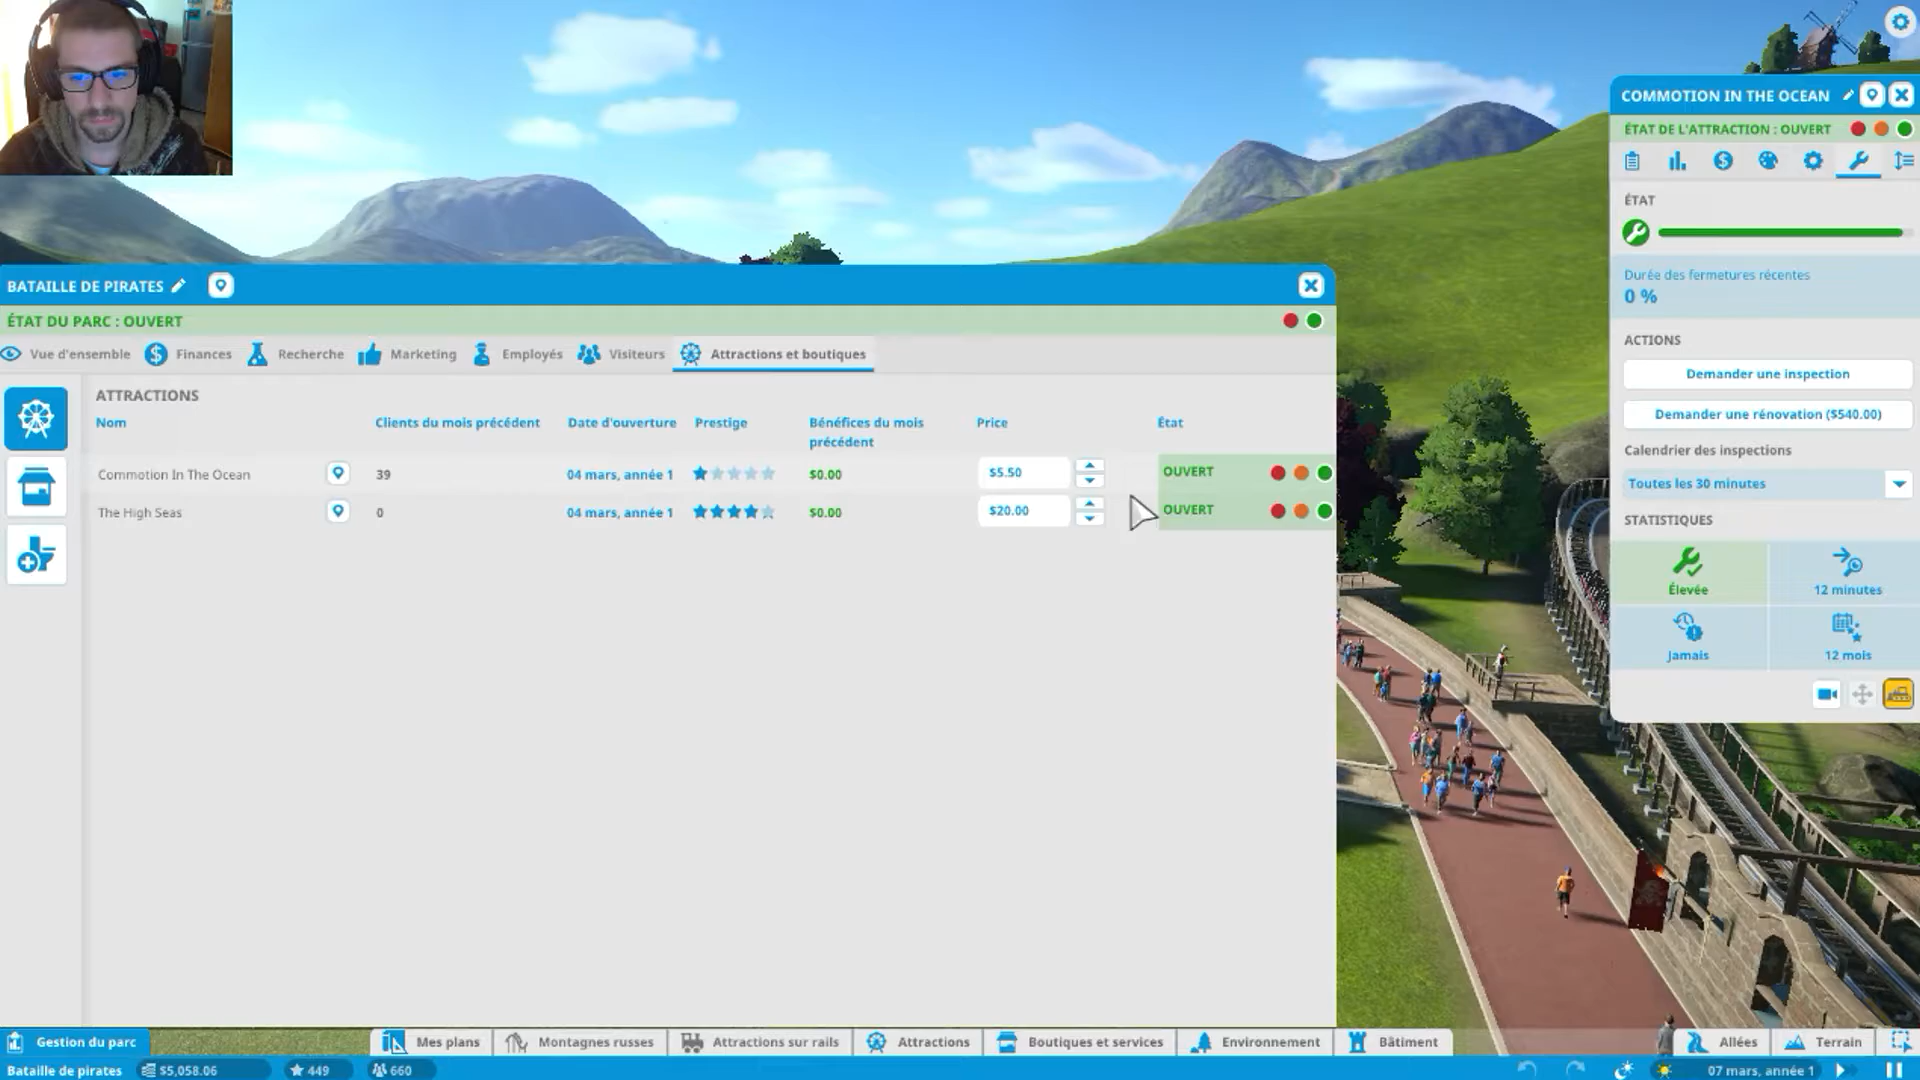 COMMOTION IN THE OCEAN
ÉTAT DE L'ATTRACTION : OUVERT
ÉTAT
Durée des fermetures récentes
0 %
ACTIONS
Demander une inspection
Demander une rénovation ($540.00)
Calendrier des inspections
Toutes les 30 minutes
STATISTIQUES
Élevée
12 minutes
Jamais
12 mois
BATAILLE DE PIRATES
ÉTAT DU PARC : OUVERT
Vue d'ensemble
$ Finances
Recherche
Marketing
Employés
Visiteurs
Attractions et boutiques
ATTRACTIONS
Nom
Clients du mois précédent
Date d'ouverture
Prestige
Bénéfices du mois
précédent
Price
État
Commotion In The Ocean 39 04 mars, année 1 $0.00 $5.50 OUVERT
The High Seas 0 04 mars, année 1 $0.00 $20.00 OUVERT
Gestion du parc
Mes plans
Montagnes russes
Attractions sur rails
Attractions
Boutiques et services
Environnement
Bâtiment
Allées
Terrain
Bataille de pirates
$5,058.06
449
660
07 mars, année 1